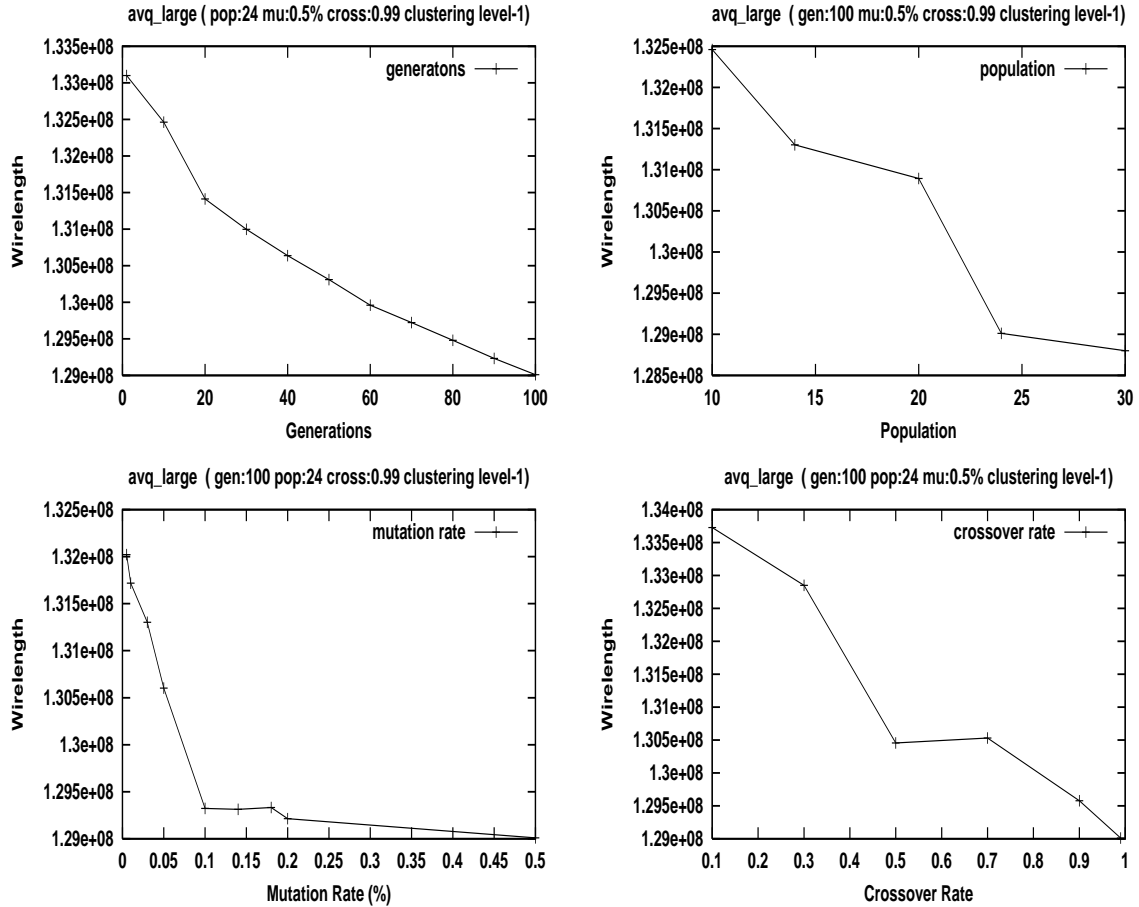 avq_large ( pop:24 mu:0.5% cross:0.99 clustering level-1)
1.335e+08
1.33e+08
1.325e+08
1.32e+08
1.315e+08
1.31e+08
1.305e+08
1.3e+08
1.295e+08
1.29e+08
Wirelength
generatons
0 20 40 60 80 100
Generations
avq_large ( gen:100 mu:0.5% cross:0.99 clustering level-1)
1.325e+08
1.32e+08
1.315e+08
1.31e+08
1.305e+08
1.3e+08
1.295e+08
1.29e+08
1.285e+08
Wirelength
population
10 15 20 25 30
Population
avq_large ( gen:100 pop:24 cross:0.99 clustering level-1)
1.325e+08
1.32e+08
1.315e+08
1.31e+08
1.305e+08
1.3e+08
1.295e+08
1.29e+08
Wirelength
mutation rate
0 0.05 0.1 0.15 0.2 0.25 0.3 0.35 0.4 0.45 0.5
Mutation Rate (%)
avq_large ( gen:100 pop:24 mu:0.5% clustering level-1)
1.34e+08
1.335e+08
1.33e+08
1.325e+08
1.32e+08
1.315e+08
1.31e+08
1.305e+08
1.3e+08
1.295e+08
1.29e+08
Wirelength
crossover rate
0.1 0.2 0.3 0.4 0.5 0.6 0.7 0.8 0.9 1
Crossover Rate